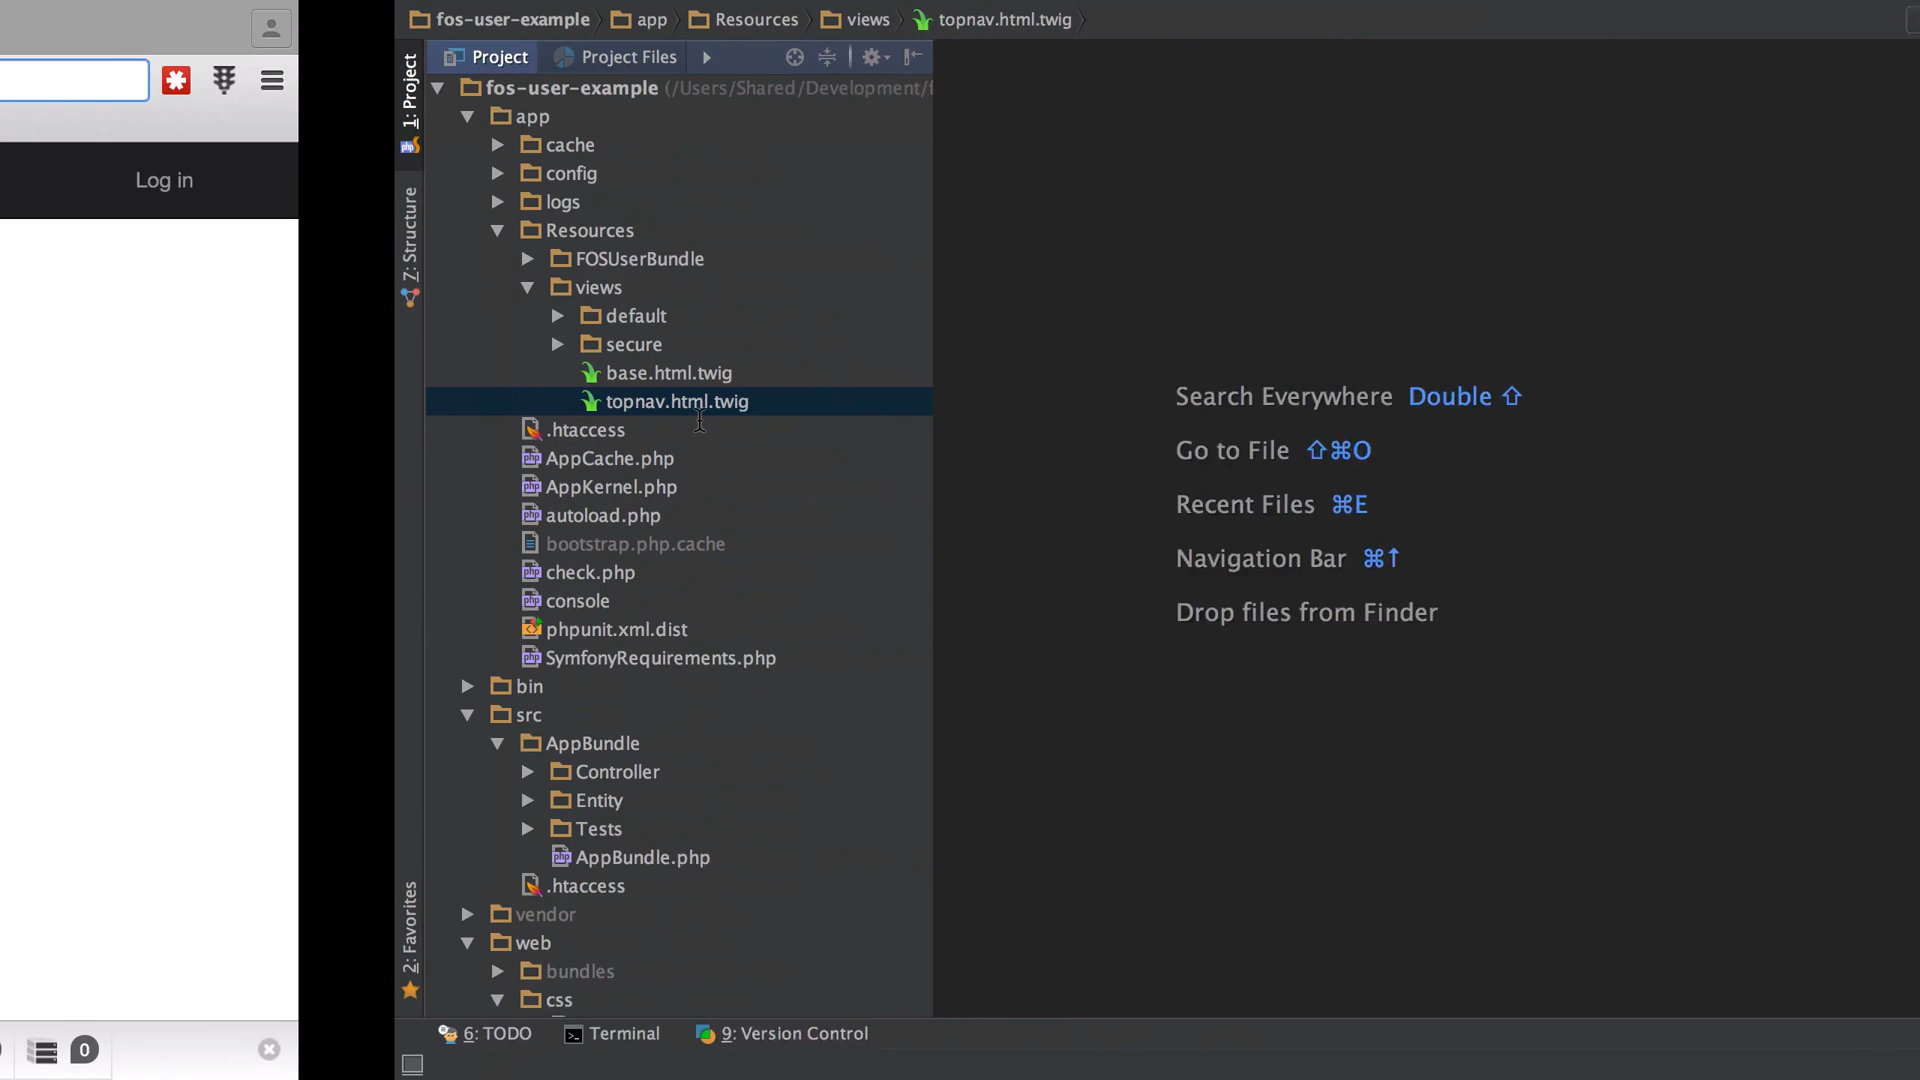 fos-user-example
app
Resources
views
topnav.html.twig
Project
Project Files
1: Project
Z: Structure
2: Favorites
fos-user-example (/Users/Shared/Development/f
app
cache
config
logs
Resources
FOSUserBundle
views
default
secure
base.html.twig
topnav.html.twig
.htaccess
AppCache.php
AppKernel.php
autoload.php
bootstrap.php.cache
check.php
console
phpunit.xml.dist
SymfonyRequirements.php
bin
src
AppBundle
Controller
Entity
Tests
AppBundle.php
.htaccess
vendor
web
bundles
css
Log in
0
Search Everywhere Double ⇧
Go to File ⇧⌘O
Recent Files ⌘E
Navigation Bar ⌘↑
Drop files from Finder
6: TODO
Terminal
9: Version Control